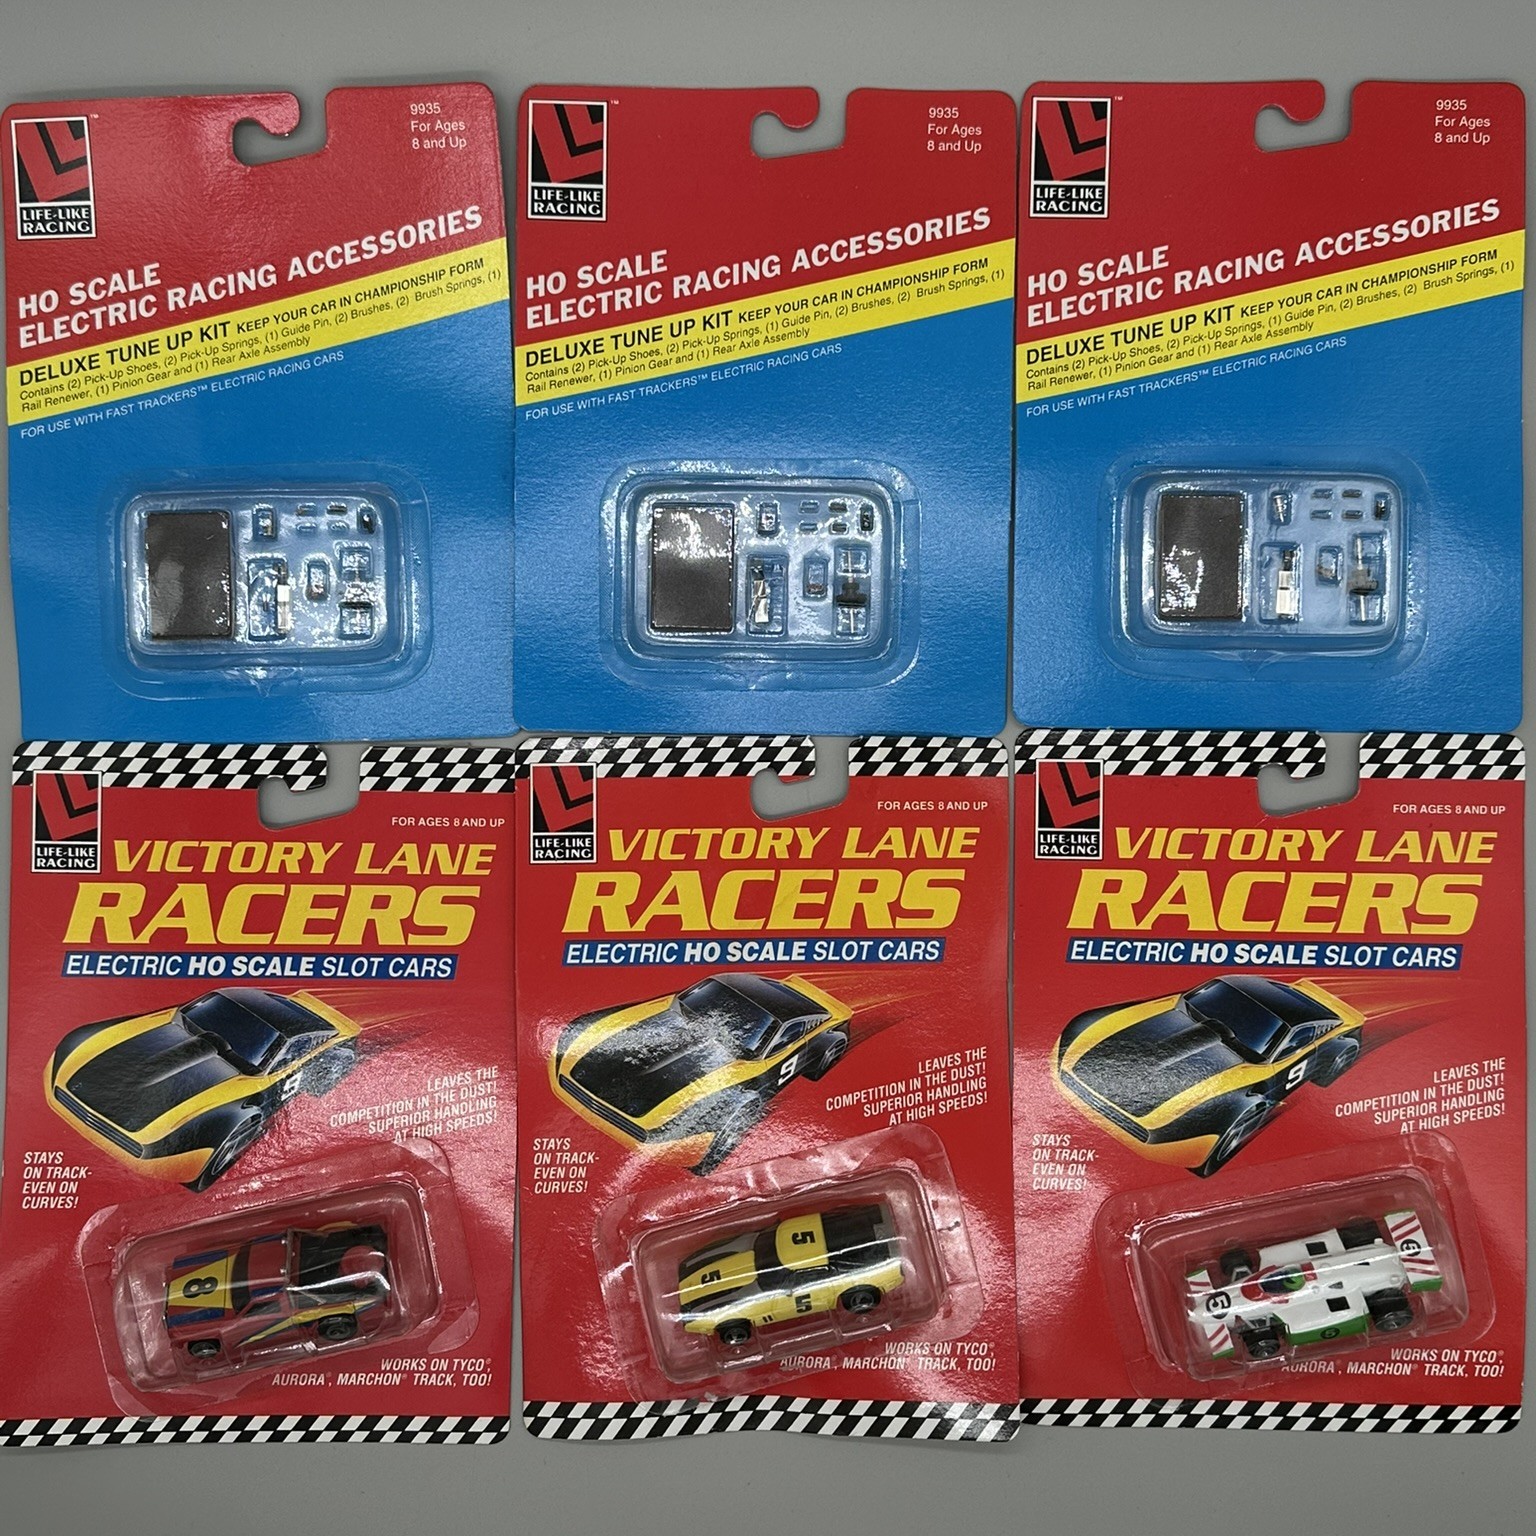 LIFE-LIKE
RACING
™
9935
For Ages
8 and Up
HO SCALE
ELECTRIC RACING ACCESSORIES
DELUXE TUNE UP KIT KEEP YOUR CAR IN CHAMPIONSHIP FORM
Contains (2) Pick-Up Shoes, (2) Pick-Up Springs, (1) Guide Pin, (2) Brushes, (2) Brush Springs, (1)
Rail Renewer, (1) Pinion Gear and (1) Rear Axle Assembly
FOR USE WITH FAST TRACKERS™ ELECTRIC RACING CARS
LIFE-LIKE
RACING
™
9935
For Ages
8 and Up
HO SCALE
ELECTRIC RACING ACCESSORIES
DELUXE TUNE UP KIT KEEP YOUR CAR IN CHAMPIONSHIP FORM
Contains (2) Pick-Up Shoes, (2) Pick-Up Springs, (1) Guide Pin, (2) Brushes, (2) Brush Springs, (1)
Rail Renewer, (1) Pinion Gear and (1) Rear Axle Assembly
FOR USE WITH FAST TRACKERS™ ELECTRIC RACING CARS
LIFE-LIKE
RACING
™
9935
For Ages
8 and Up
HO SCALE
ELECTRIC RACING ACCESSORIES
DELUXE TUNE UP KIT KEEP YOUR CAR IN CHAMPIONSHIP FORM
Contains (2) Pick-Up Shoes, (2) Pick-Up Springs, (1) Guide Pin, (2) Brushes, (2) Brush Springs, (1)
Rail Renewer, (1) Pinion Gear and (1) Rear Axle Assembly
FOR USE WITH FAST TRACKERS™ ELECTRIC RACING CARS
LIFE-LIKE
RACING
FOR AGES 8 AND UP
VICTORY LANE
RACERS
ELECTRIC HO SCALE SLOT CARS
9
LEAVES THE
COMPETITION IN THE DUST!
SUPERIOR HANDLING
AT HIGH SPEEDS!
STAYS
ON TRACK-
EVEN ON
CURVES!
8
WORKS ON TYCO®,
AURORA®, MARCHON® TRACK, TOO!
LIFE-LIKE
RACING
FOR AGES 8 AND UP
VICTORY LANE
RACERS
ELECTRIC HO SCALE SLOT CARS
9
LEAVES THE
COMPETITION IN THE DUST!
SUPERIOR HANDLING
AT HIGH SPEEDS!
STAYS
ON TRACK-
EVEN ON
CURVES!
5
5
5
WORKS ON TYCO®,
AURORA®, MARCHON® TRACK, TOO!
LIFE-LIKE
RACING
FOR AGES 8 AND UP
VICTORY LANE
RACERS
ELECTRIC HO SCALE SLOT CARS
9
LEAVES THE
COMPETITION IN THE DUST!
SUPERIOR HANDLING
AT HIGH SPEEDS!
STAYS
ON TRACK-
EVEN ON
CURVES!
5
5
5
WORKS ON TYCO®,
AURORA®, MARCHON® TRACK, TOO!